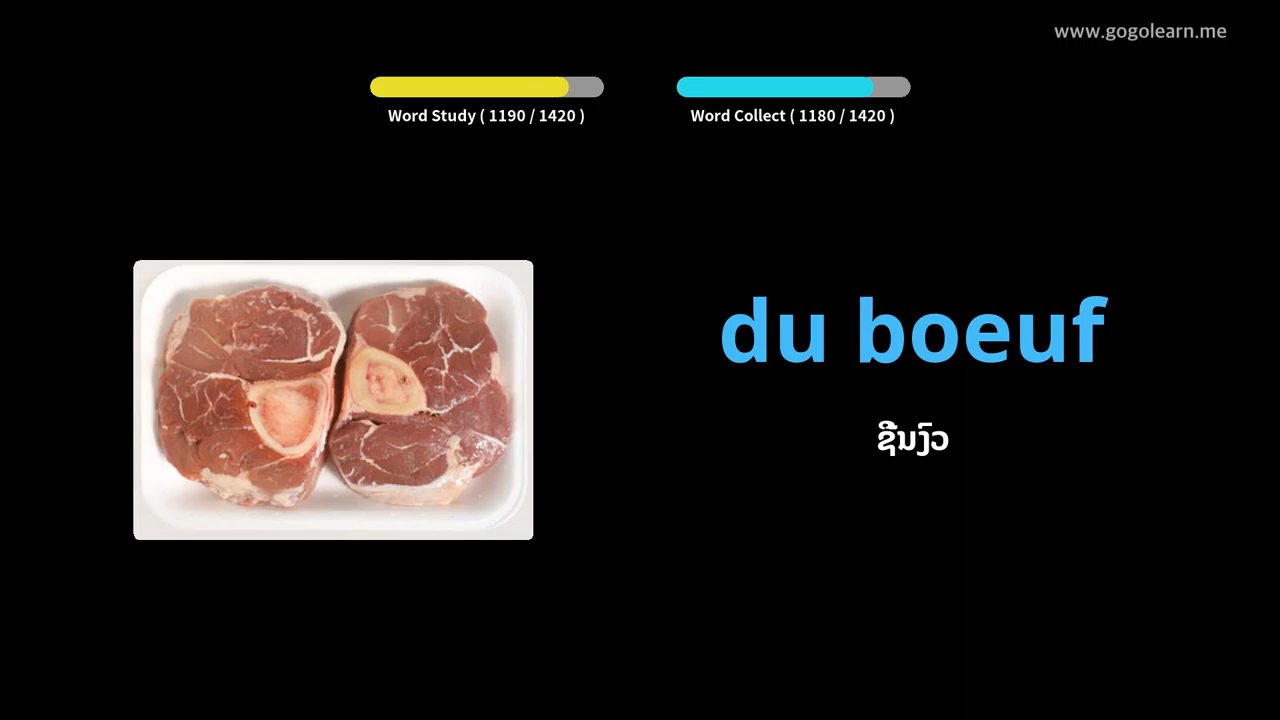 www.gogolearn.me
Word Study ( 1190 / 1420 )
Word Collect ( 1180 / 1420 )
du boeuf
ຊີ້ນງົວ